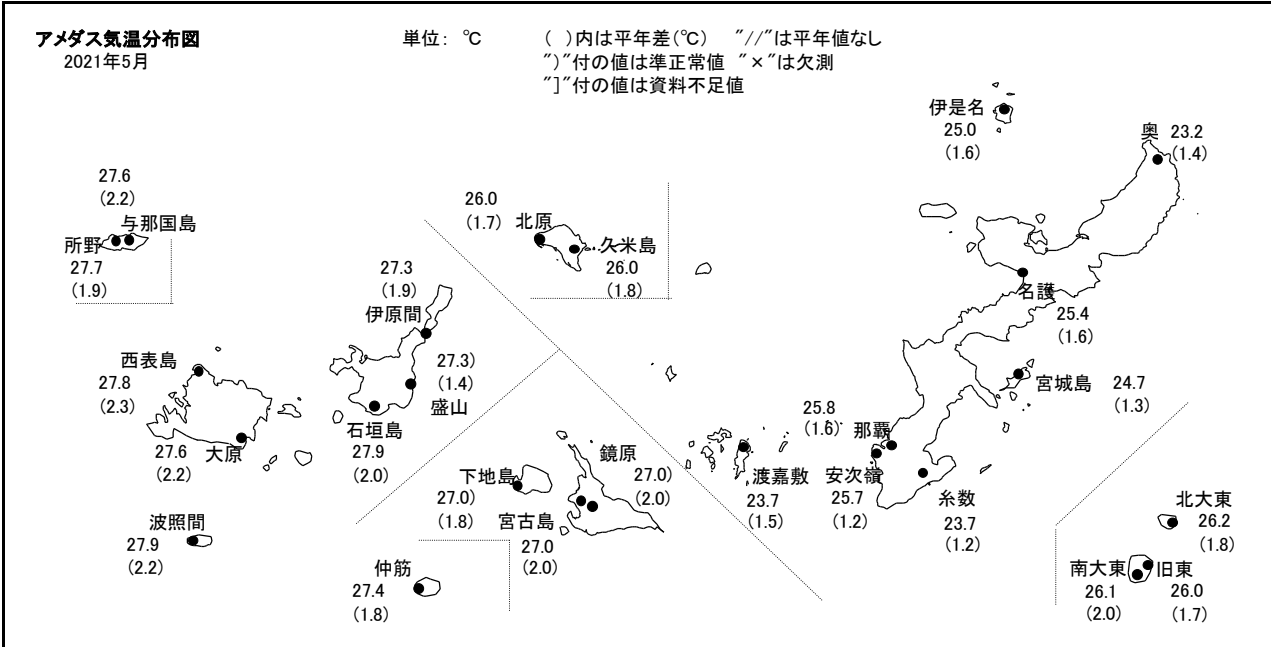 アメダス気温分布図
2021年5月
単位: ℃
( )内は平年差(℃) "//"は平年値なし
")"付の値は準正常値 "×"は欠測
"]"付の値は資料不足値
伊是名
25.0
(1.6)
奥
23.2
(1.4)
27.6
(2.2)
与那国島
所野
27.7
(1.9)
26.0
(1.7)
北原
久米島
26.0
(1.8)
27.3
(1.9)
伊原間
名護
25.4
(1.6)
西表島
27.8
(2.3)
27.3)
(1.4)
盛山
宮城島
24.7
(1.3)
大原
27.6
(2.2)
石垣島
27.9
(2.0)
25.8
(1.6)
那覇
鏡原
27.0)
(2.0)
下地島
27.0)
(1.8)
宮古島
27.0
(2.0)
渡嘉敷
23.7
(1.5)
安次嶺
25.7
(1.2)
糸数
23.7
(1.2)
北大東
26.2
(1.8)
波照間
27.9
(2.2)
仲筋
27.4
(1.8)
南大東
26.1
(2.0)
旧東
26.0
(1.7)